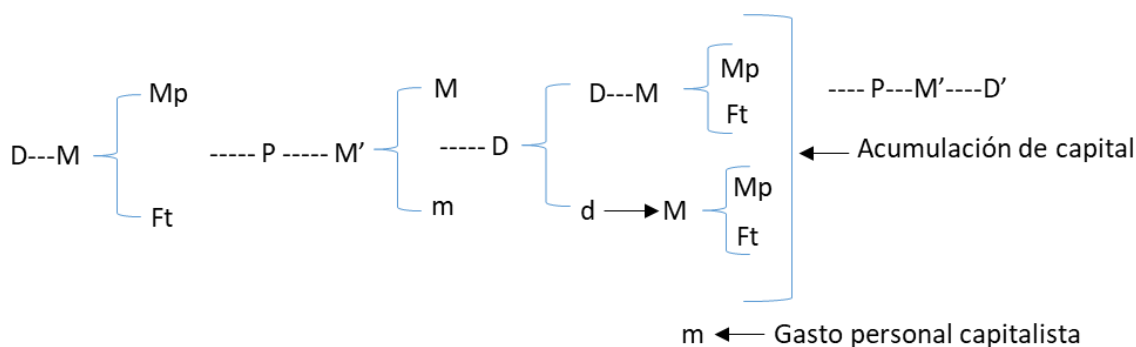 D---M
Mp
Ft
----- P ----- M’
M
m
----- D
D---M
Mp
Ft
d
M
Mp
Ft
---- P---M’----D’
Acumulación de capital
m
Gasto personal capitalista